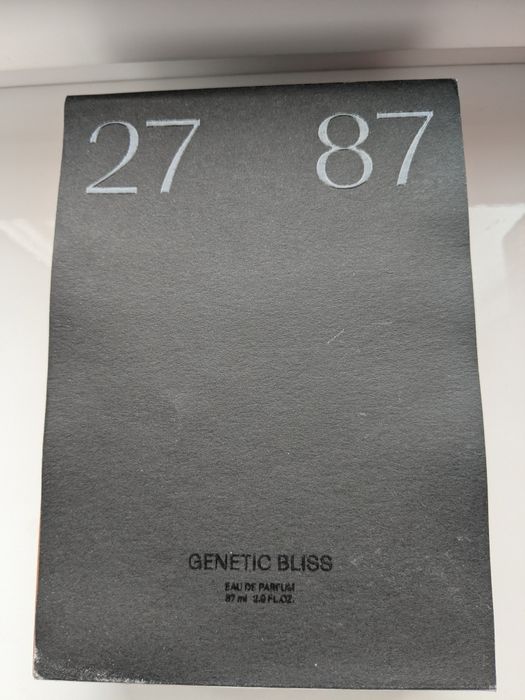 27 87
GENETIC BLISS
EAU DE PARFUM
87 ml 2.9 FL.OZ.